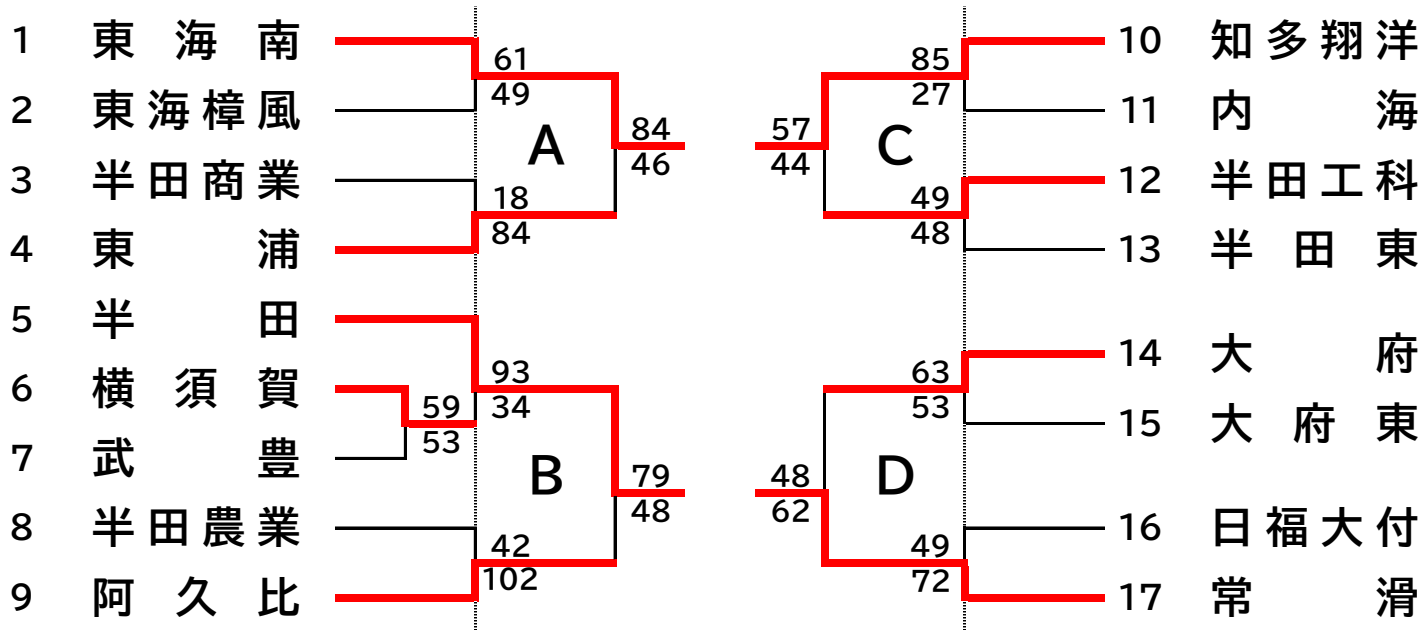 1 東海南
2 東海樟風
3 半田商業
4 東浦
5 半田
6 横須賀
7 武豊
8 半田農業
9 阿久比
61
49
18
84
59
53
93
34
42
102
A
B
84
46
79
48
57
44
48
62
C
D
85
27
49
48
63
53
49
72
10 知多翔洋
11 内海
12 半田工科
13 半田東
14 大府
15 大府東
16 日福大付
17 常滑